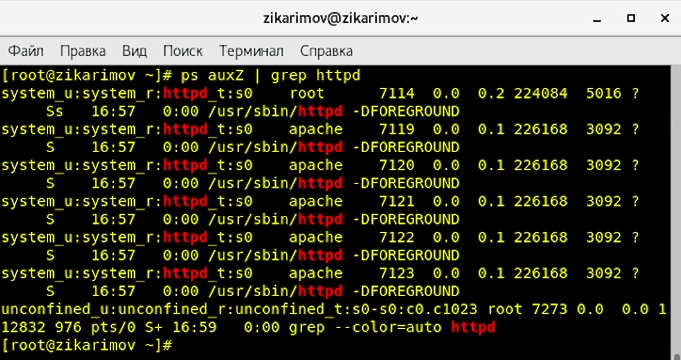 zikarimov@zikarimov:~
Файл Правка Вид Поиск Терминал Справка
[root@zikarimov ~]# ps auxZ | grep httpd
system_u:system_r:httpd_t:s0    root      7114  0.0  0.2 224084  5016 ?
     Ss   16:57   0:00 /usr/sbin/httpd -DFOREGROUND
system_u:system_r:httpd_t:s0    apache    7119  0.0  0.1 226168  3092 ?
     S    16:57   0:00 /usr/sbin/httpd -DFOREGROUND
system_u:system_r:httpd_t:s0    apache    7120  0.0  0.1 226168  3092 ?
     S    16:57   0:00 /usr/sbin/httpd -DFOREGROUND
system_u:system_r:httpd_t:s0    apache    7121  0.0  0.1 226168  3092 ?
     S    16:57   0:00 /usr/sbin/httpd -DFOREGROUND
system_u:system_r:httpd_t:s0    apache    7122  0.0  0.1 226168  3092 ?
     S    16:57   0:00 /usr/sbin/httpd -DFOREGROUND
system_u:system_r:httpd_t:s0    apache    7123  0.0  0.1 226168  3092 ?
     S    16:57   0:00 /usr/sbin/httpd -DFOREGROUND
unconfined_u:unconfined_r:unconfined_t:s0-s0:c0.c1023 root 7273 0.0  0.0 1
12832 976 pts/0 S+ 16:59   0:00 grep --color=auto httpd
[root@zikarimov ~]#